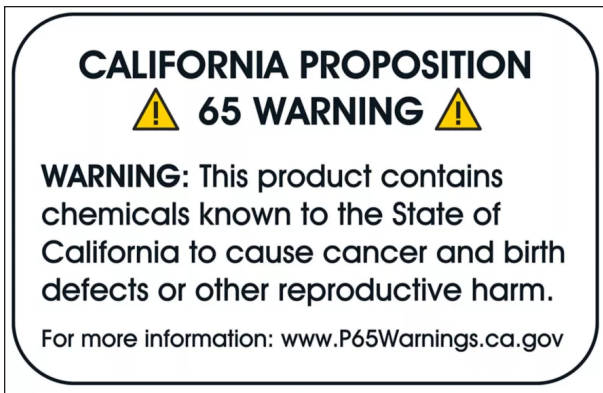 CALIFORNIA PROPOSITION
65 WARNING
WARNING: This product contains
chemicals known to the State of
California to cause cancer and birth
defects or other reproductive harm.
For more information: www.P65Warnings.ca.gov